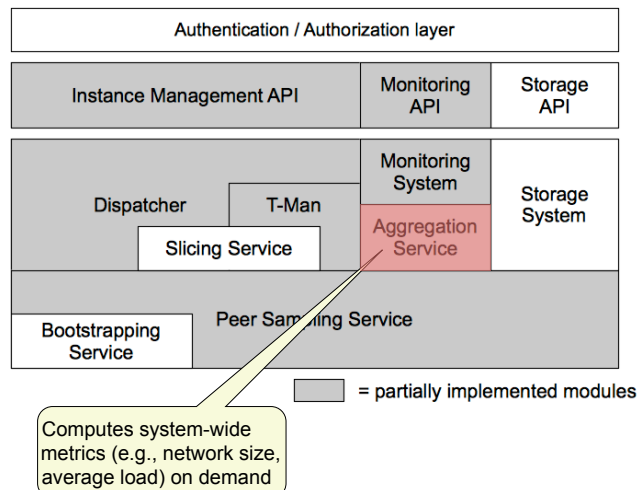 Authentication / Authorization layer
Instance Management API
Monitoring
API
Storage
API
Monitoring
System
Storage
System
Dispatcher
T-Man
Aggregation
Service
Slicing Service
Peer Sampling Service
Bootstrapping
Service
= partially implemented modules
Computes system-wide
metrics (e.g., network size,
average load) on demand